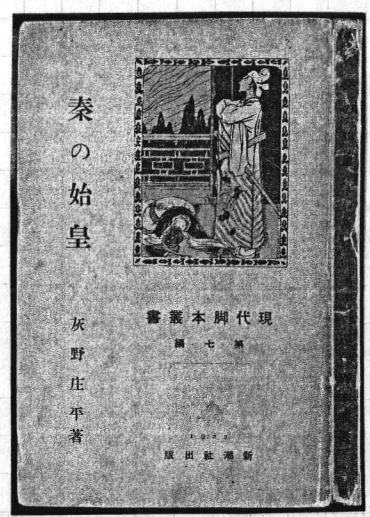 秦の始皇
灰野庄平著
現代脚本叢書
第七編
1922
新潮社出版